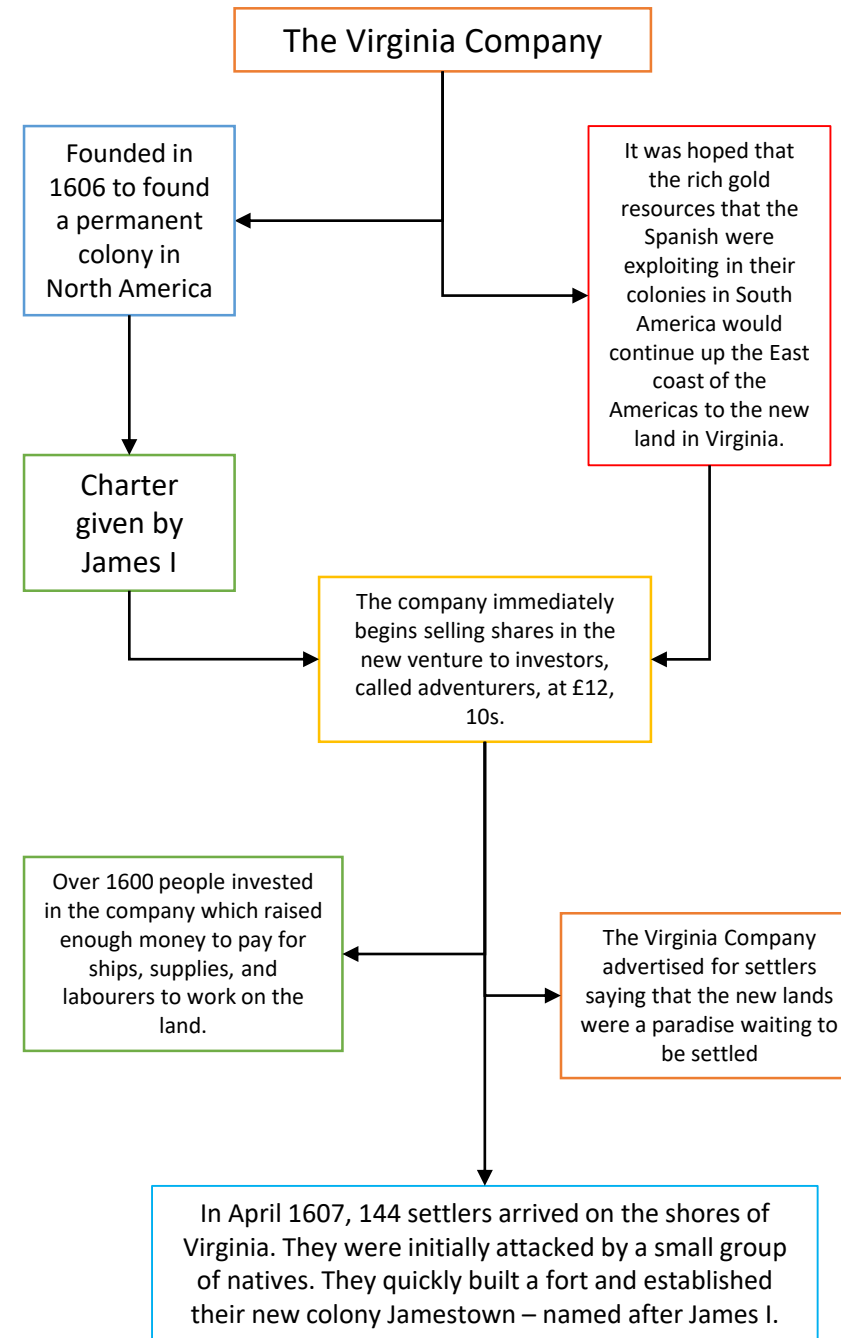 The Virginia Company
Founded in
1606 to found
a permanent
colony in
North America
It was hoped that
the rich gold
resources that the
Spanish were
exploiting in their
colonies in South
America would
continue up the East
coast of the
Americas to the new
land in Virginia.
Charter
given by
James I
The company immediately
begins selling shares in the
new venture to investors,
called adventurers, at £12,
10s.
Over 1600 people invested
in the company which raised
enough money to pay for
ships, supplies, and
labourers to work on the
land.
The Virginia Company
advertised for settlers
saying that the new lands
were a paradise waiting to
be settled
In April 1607, 144 settlers arrived on the shores of
Virginia. They were initially attacked by a small group
of natives. They quickly built a fort and established
their new colony Jamestown – named after James I.